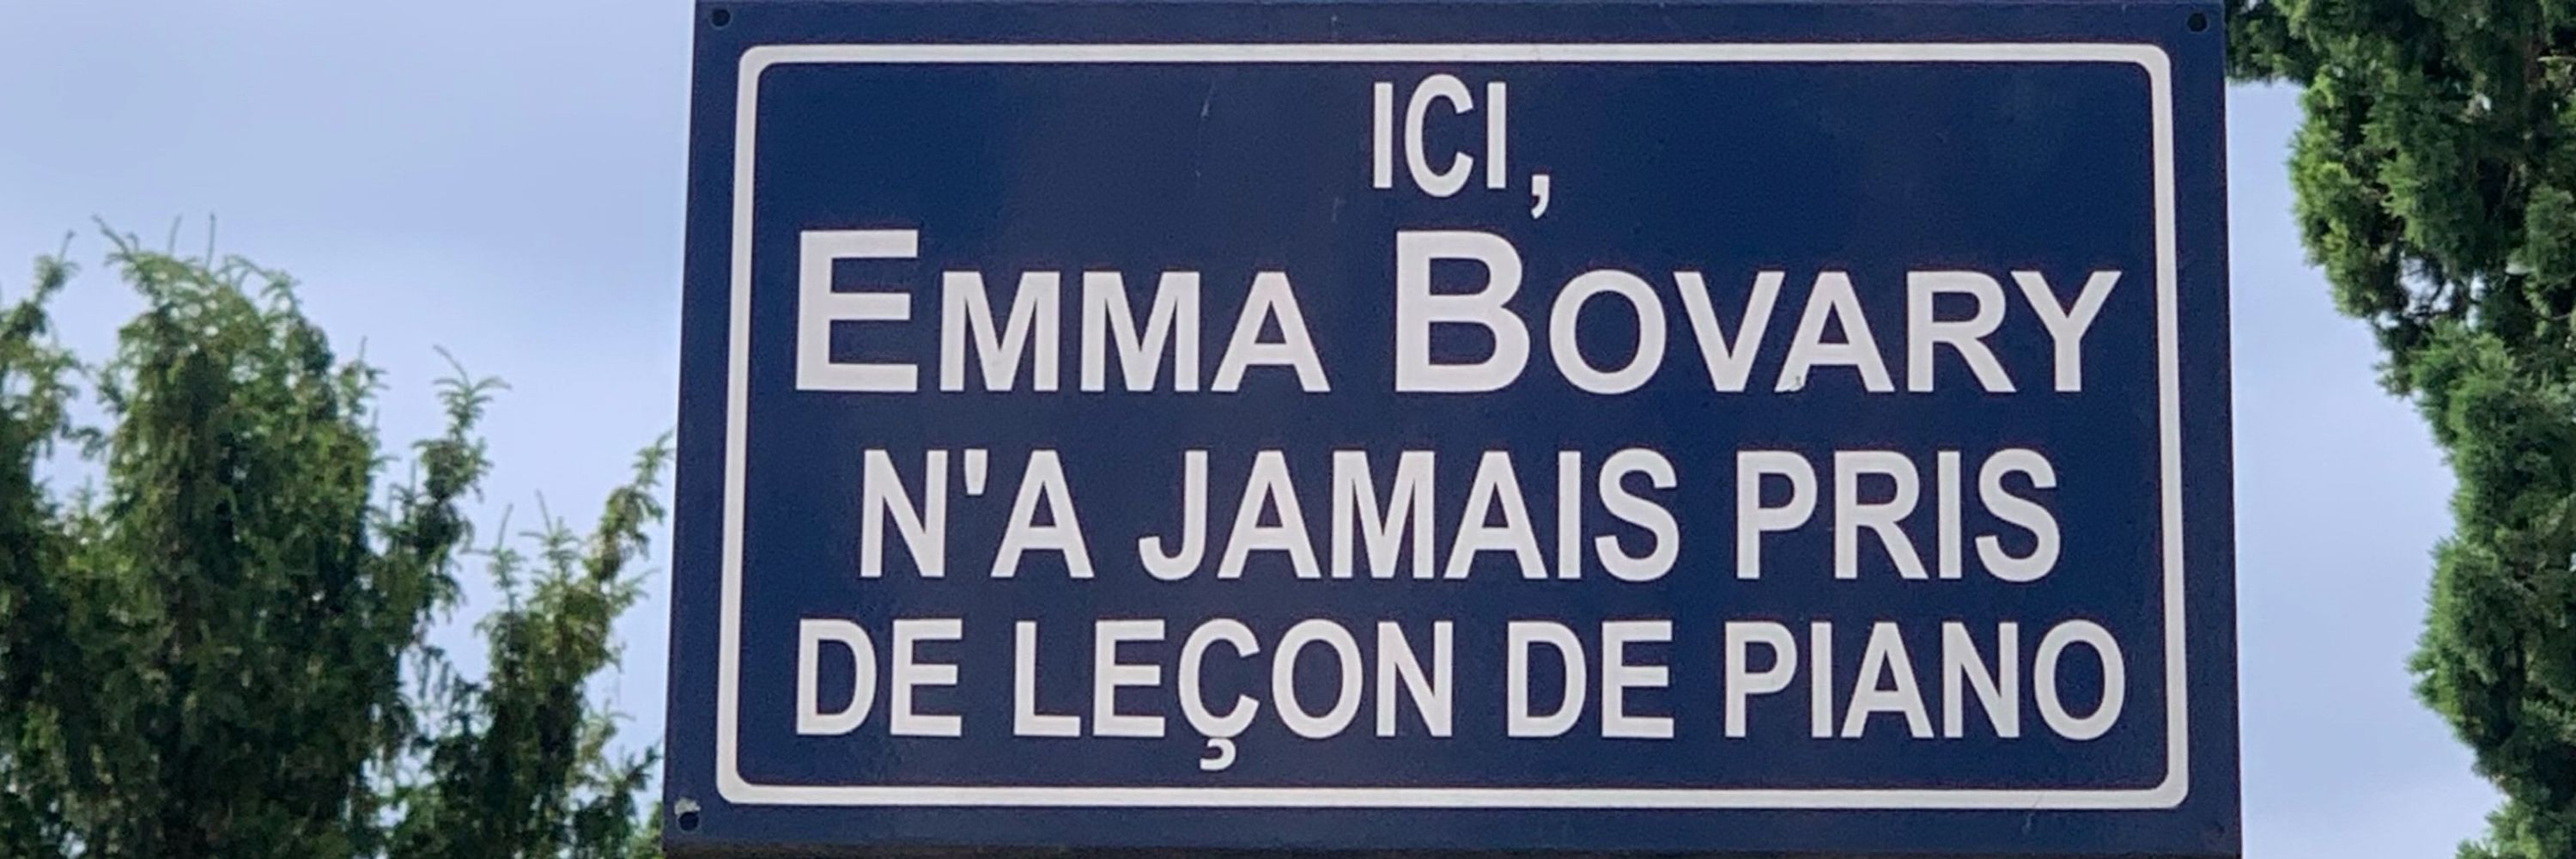 ICI,
EMMA BOVARY
N'A JAMAIS PRIS
DE LEÇON DE PIANO